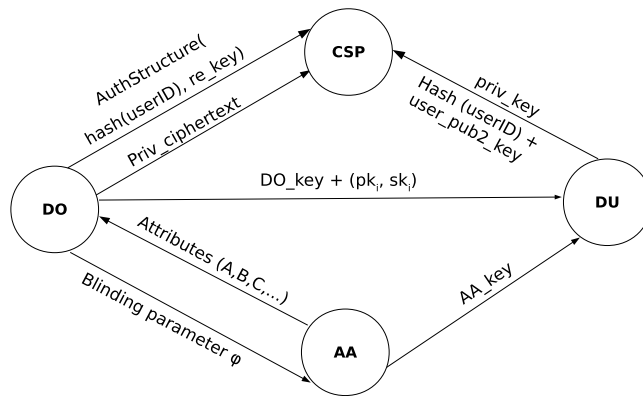 AuthStructure(
hash(userID), re_key)
Priv_ciphertext
CSP
priv_key
Hash (userID) +
user_pub2_key
DO
DO_key + (pkᵢ, skᵢ)
DU
Attributes (A,B,C,...)
Blinding parameter φ
AA_key
AA